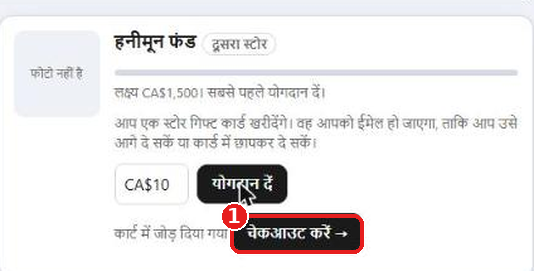 हनीमून फंड दूसरा स्टोर
फोटो नहीं है
लक्ष्य CA$1,500। सबसे पहले योगदान दें।
आप एक स्टोर गिफ्ट कार्ड खरीदेंगे। वह आपको ईमेल हो जाएगा, ताकि आप उसे
आगे दे सकें या कार्ड में छापकर दे सकें।
CA$10 योगदान दें
1
कार्ट में जोड़ दिया गया चेकआउट करें →